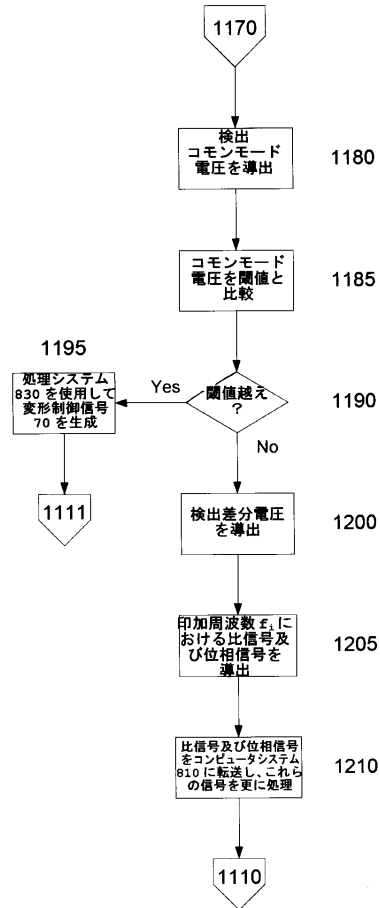 1170
検出
コモンモード
電圧を導出
1180
コモンモード
電圧を閾値と
比較
1185
1195
処理システム
830 を使用して
変形制御信号
70 を生成
Yes
閾値越え
?
1190
No
1111
検出差分電圧
を導出
1200
印加周波数 fiに
おける比信号及
び位相信号を
導出
1205
比信号及び位相信号
をコンピュータシステム
810 に転送し、これら
の信号を更に処理
1210
1110